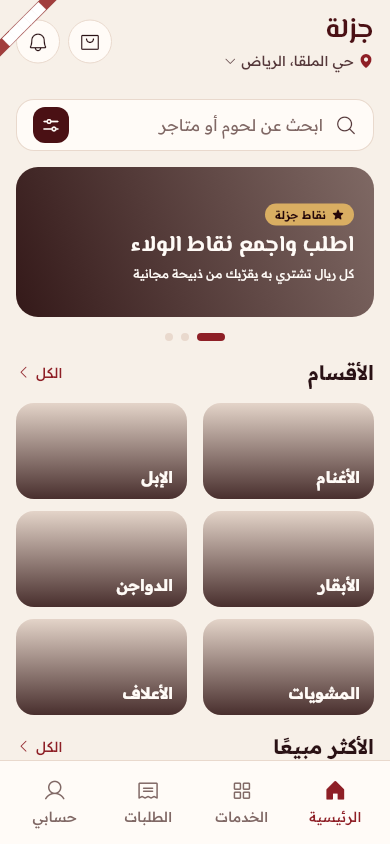 جزلة
حي الملقا، الرياض
ابحث عن لحوم أو متاجر
نقاط جزلة
اطلب واجمع نقاط الولاء
كل ريال تشتري به يقرّبك من ذبيحة مجانية
الأقسام
الكل
الأغنام
الإبل
الأبقار
الدواجن
المشويات
الأعلاف
الأكثر مبيعًا
الكل
الرئيسية
الخدمات
الطلبات
حسابي